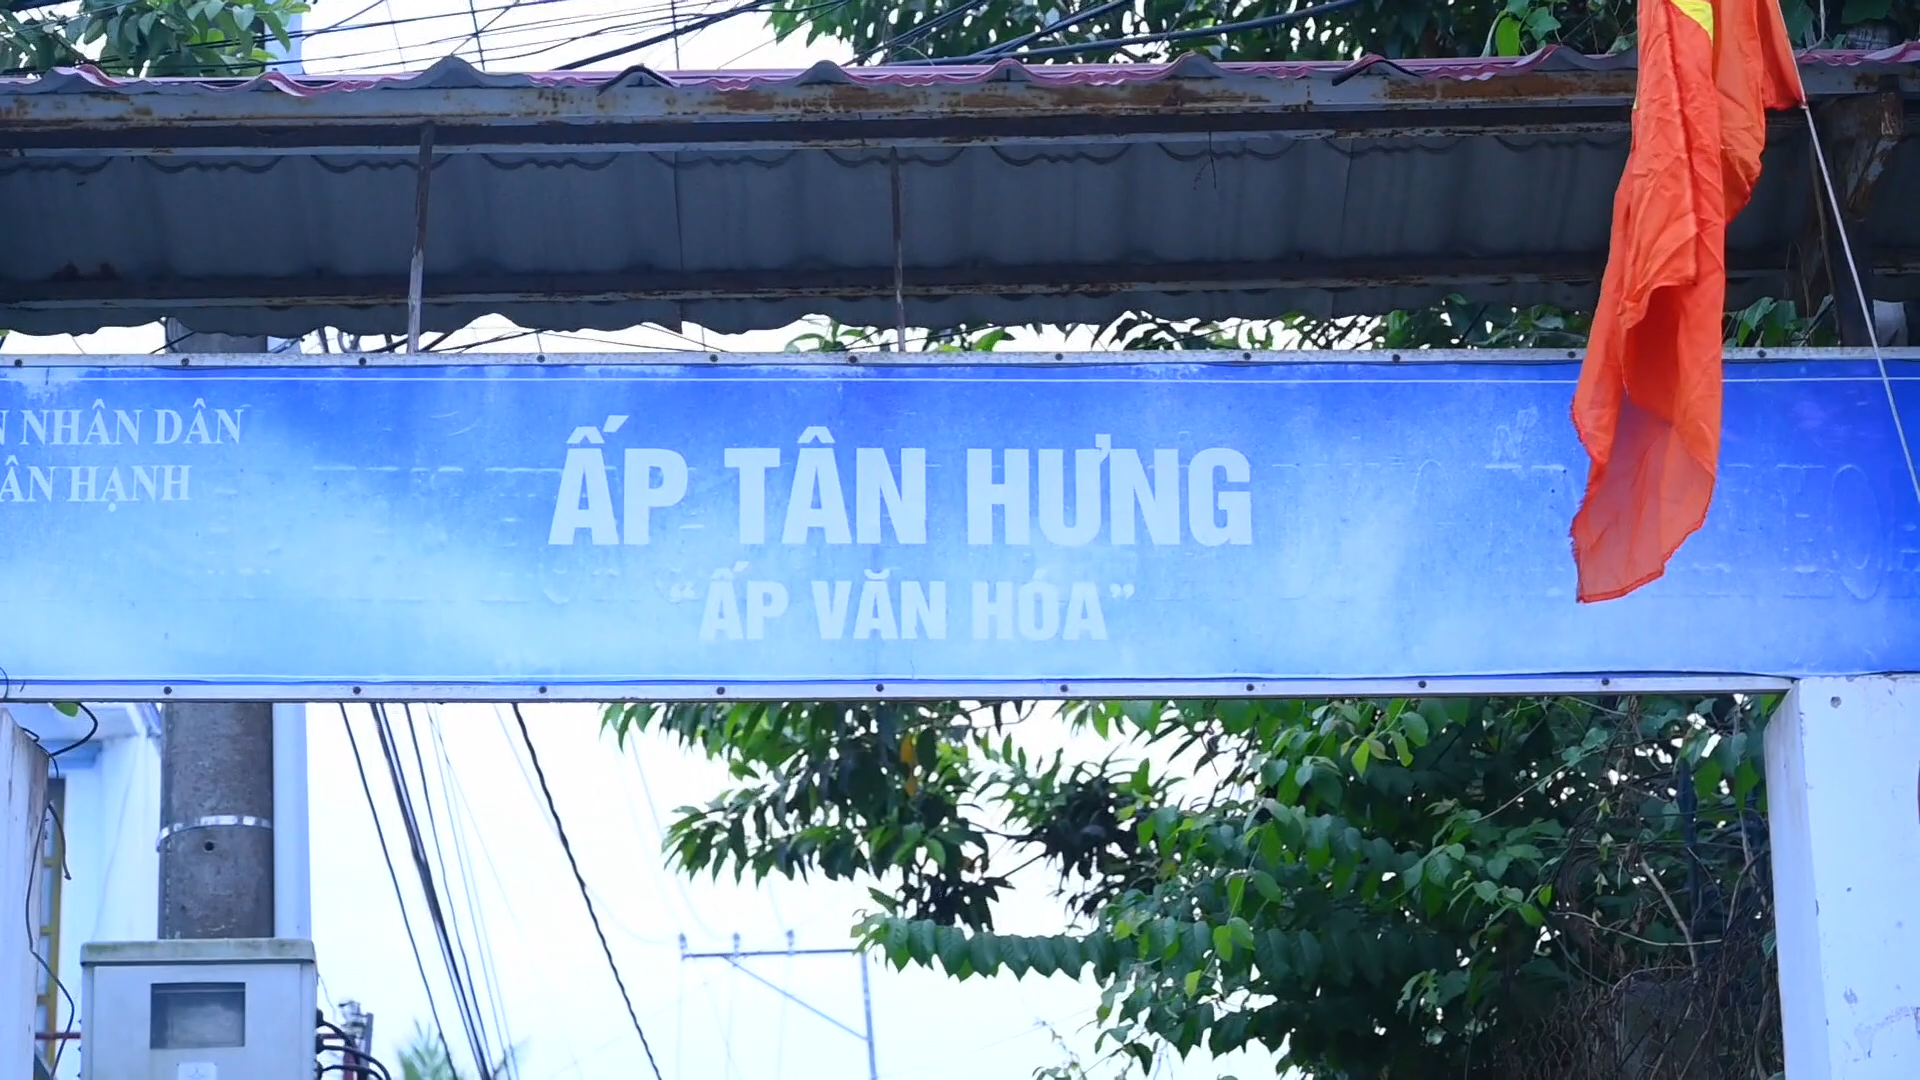 NHÂN DÂN
ÂN HẠNH
ẤP TÂN HƯNG
“ẤP VĂN HÓA”